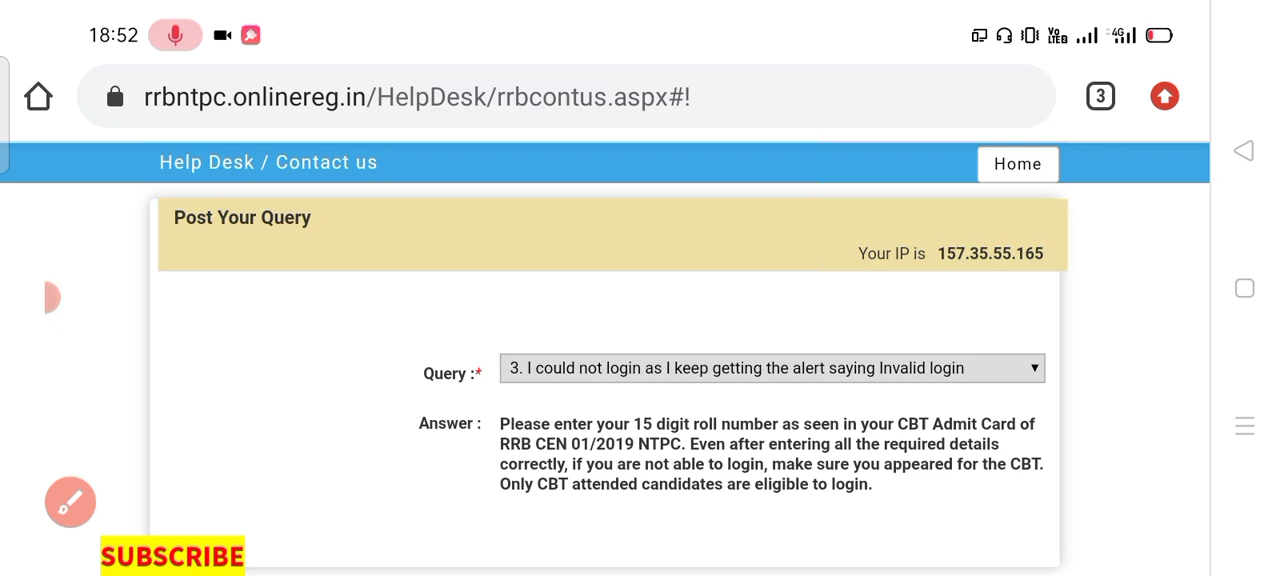 18:52 Vo LTE2 4G
rrbntpc.onlinereg.in/HelpDesk/rrbcontus.aspx#! 3
Help Desk / Contact us Home
Post Your Query
Your IP is 157.35.55.165
Query :* 3. I could not login as I keep getting the alert saying Invalid login
Answer : Please enter your 15 digit roll number as seen in your CBT Admit Card of
RRB CEN 01/2019 NTPC. Even after entering all the required details
correctly, if you are not able to login, make sure you appeared for the CBT.
Only CBT attended candidates are eligible to login.
SUBSCRIBE